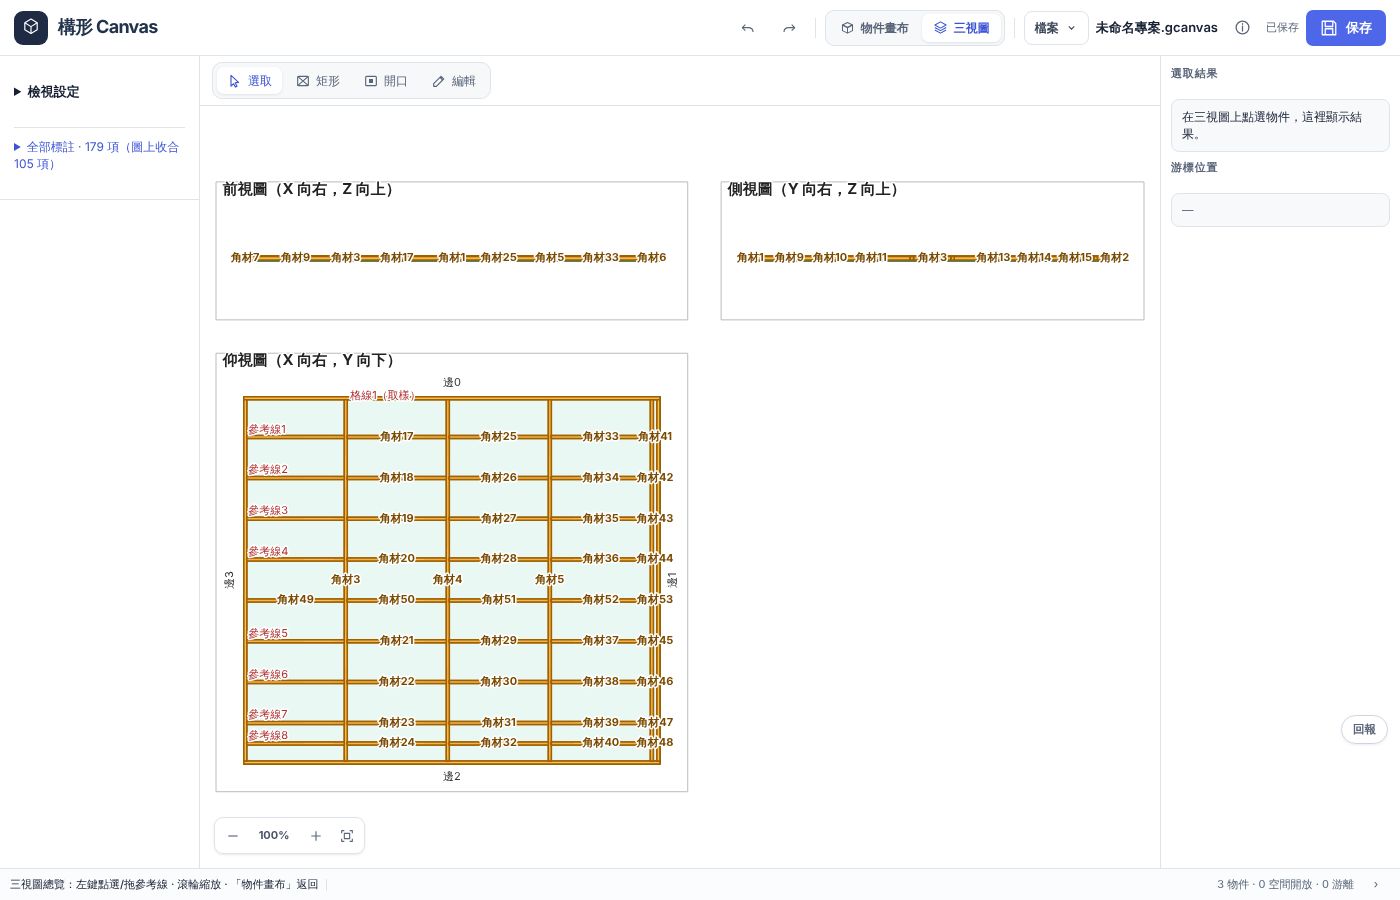 構形 Canvas
物件畫布
三視圖
檔案
未命名專案.gcanvas
已保存
保存
檢視設定
全部標註 · 179 項（圖上收合
105 項）
選取
矩形
開口
編輯
選取結果
在三視圖上點選物件，這裡顯示結
果。
游標位置
—
前視圖（X 向右，Z 向上）
角材7 角材9 角材3 角材17 角材1 角材25 角材5 角材33 角材6
側視圖（Y 向右，Z 向上）
角材1 角材9 角材10 角材11 角材3 角材13 角材14 角材15 角材2
仰視圖（X 向右，Y 向下）
邊0
格線1（取樣）
參考線1 角材17 角材25 角材33 角材41
參考線2 角材18 角材26 角材34 角材42
參考線3 角材19 角材27 角材35 角材43
參考線4 角材20 角材28 角材36 角材44
邊3 角材3 角材4 角材5 邊1
角材49 角材50 角材51 角材52 角材53
參考線5 角材21 角材29 角材37 角材45
參考線6 角材22 角材30 角材38 角材46
參考線7 角材23 角材31 角材39 角材47
參考線8 角材24 角材32 角材40 角材48
邊2
回報
100%
三視圖總覽：左鍵點選/拖參考線 · 滾輪縮放 · 「物件畫布」返回
3 物件 · 0 空間開放 · 0 游離